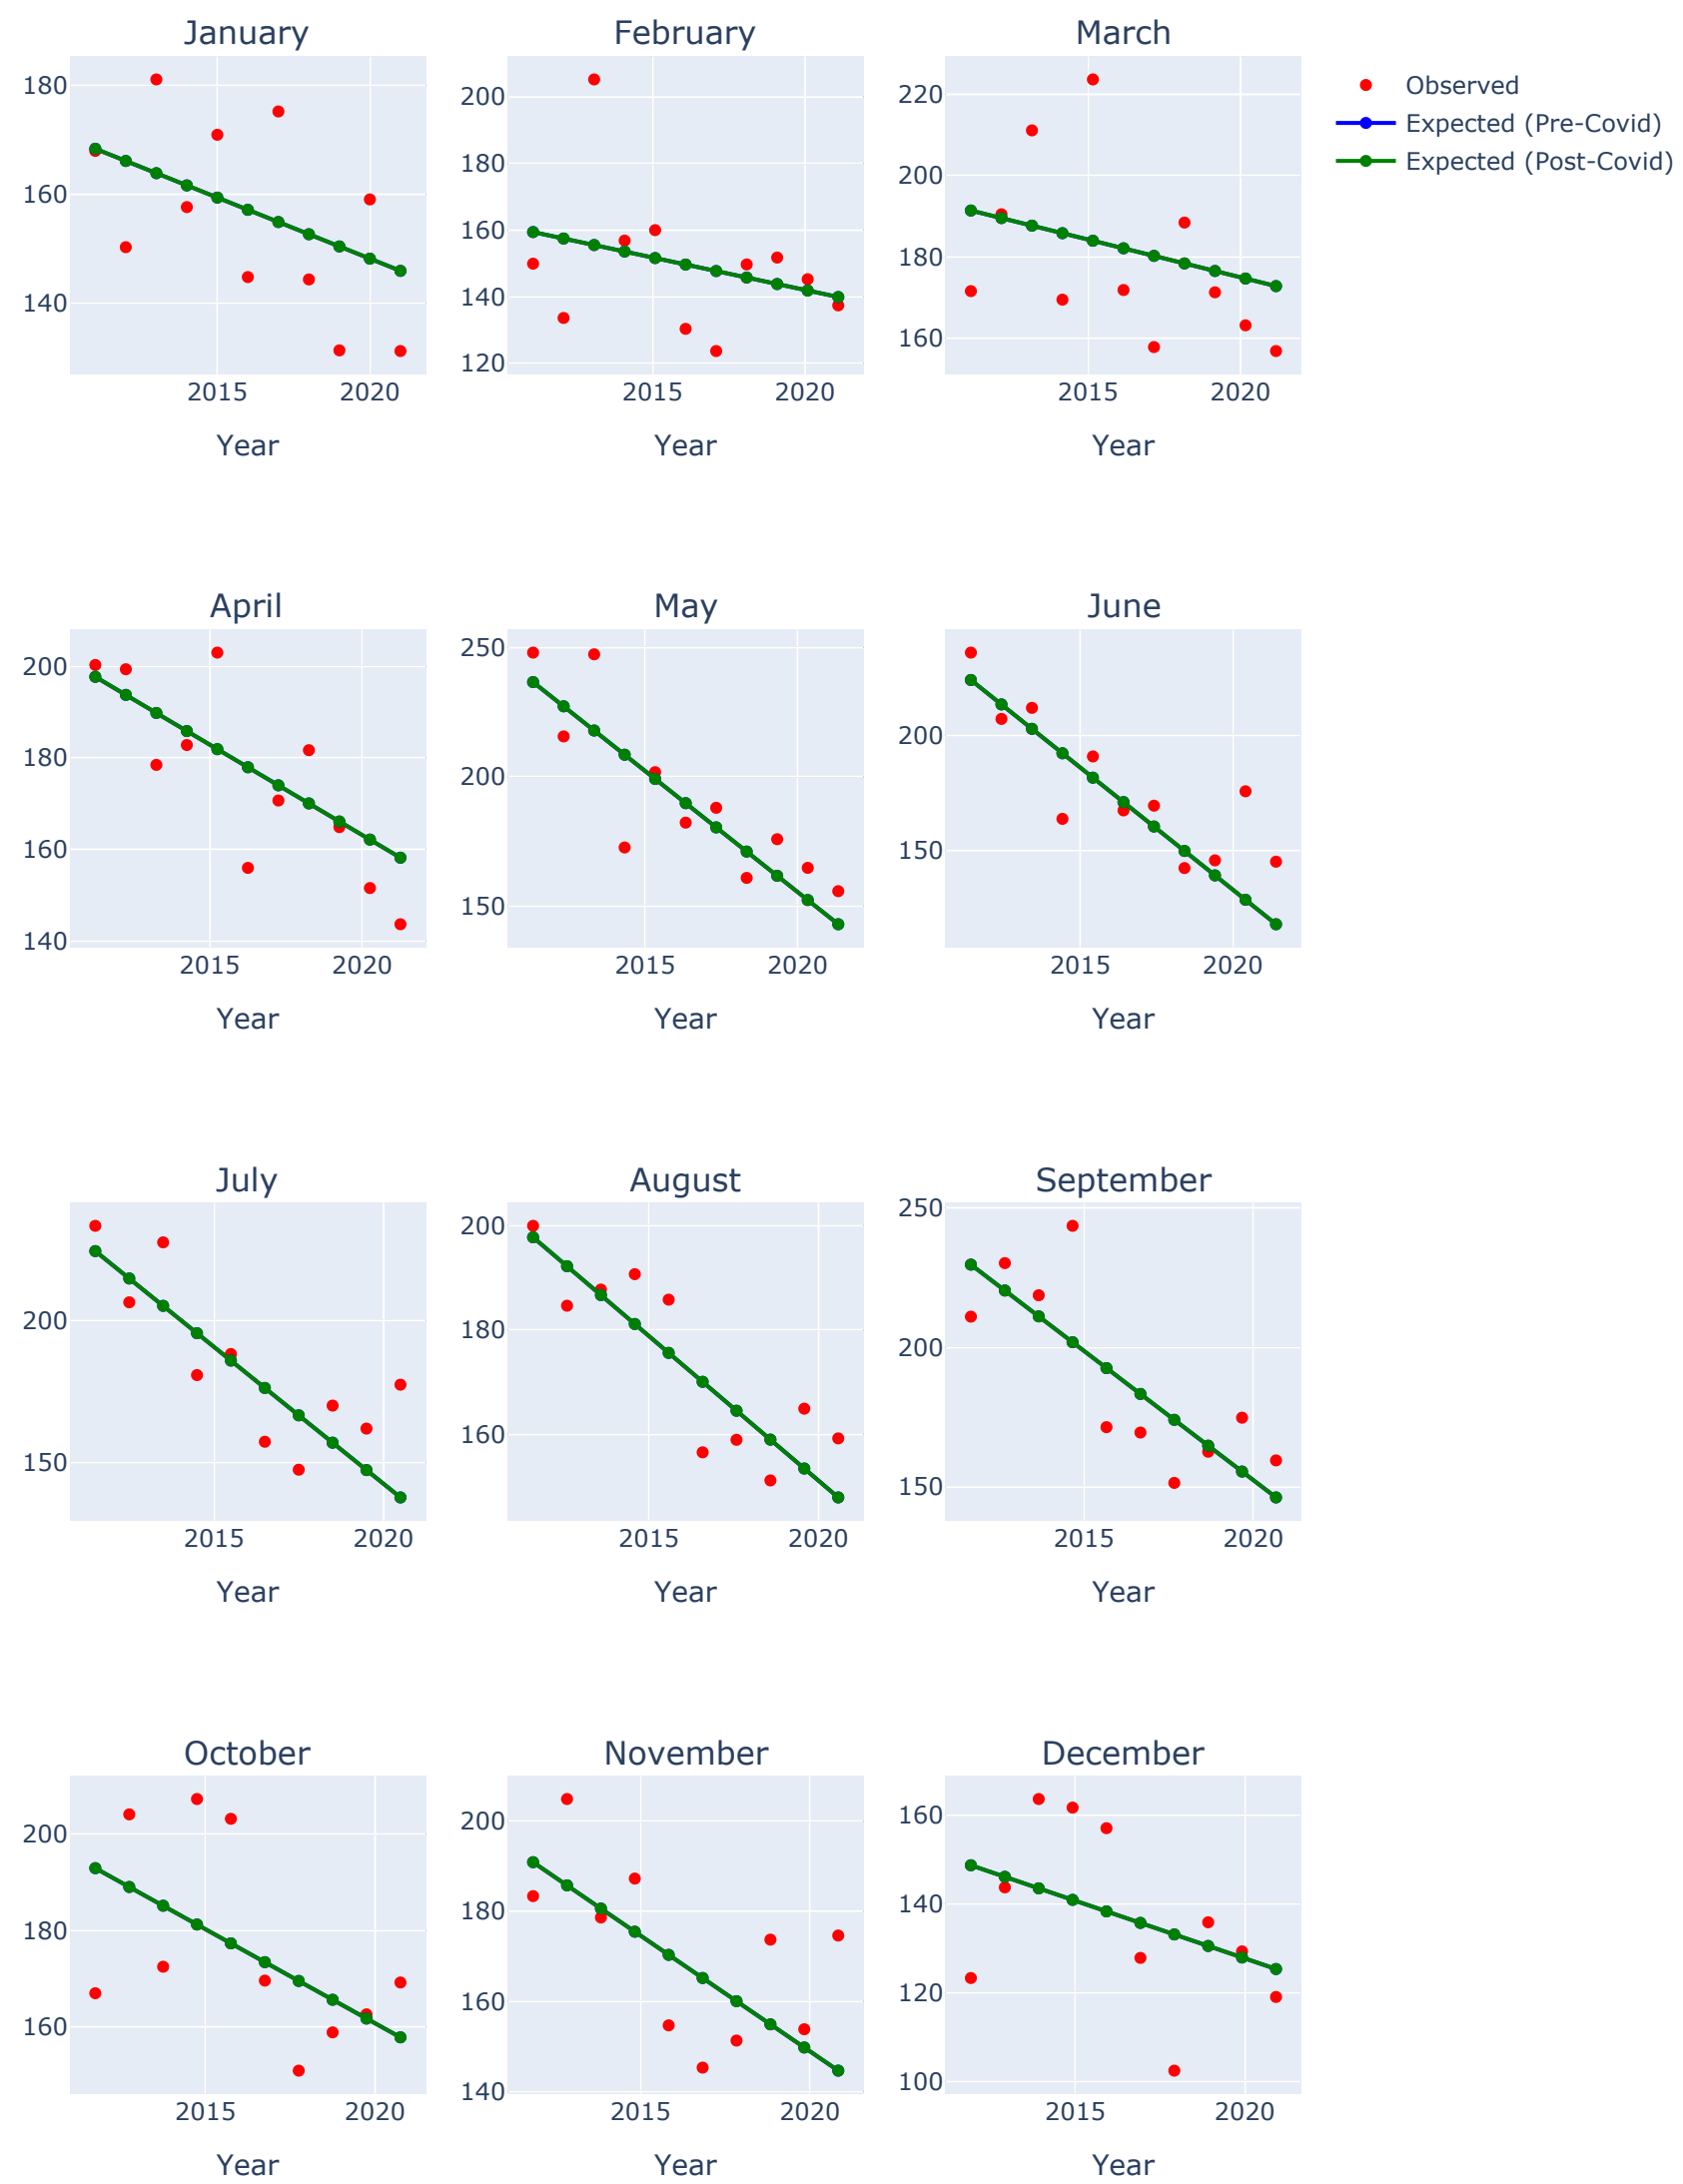 January
February
March
180
160
140
2015
2020
Year
200
180
160
140
120
2015
2020
Year
220
200
180
160
2015
2020
Year
Observed
Expected (Pre-Covid)
Expected (Post-Covid)
April
May
June
200
180
160
140
2015
2020
Year
250
200
150
2015
2020
Year
200
150
2015
2020
Year
July
August
September
200
150
2015
2020
Year
200
180
160
2015
2020
Year
250
200
150
2015
2020
Year
October
November
December
200
180
160
2015
2020
Year
200
180
160
140
2015
2020
Year
160
140
120
100
2015
2020
Year